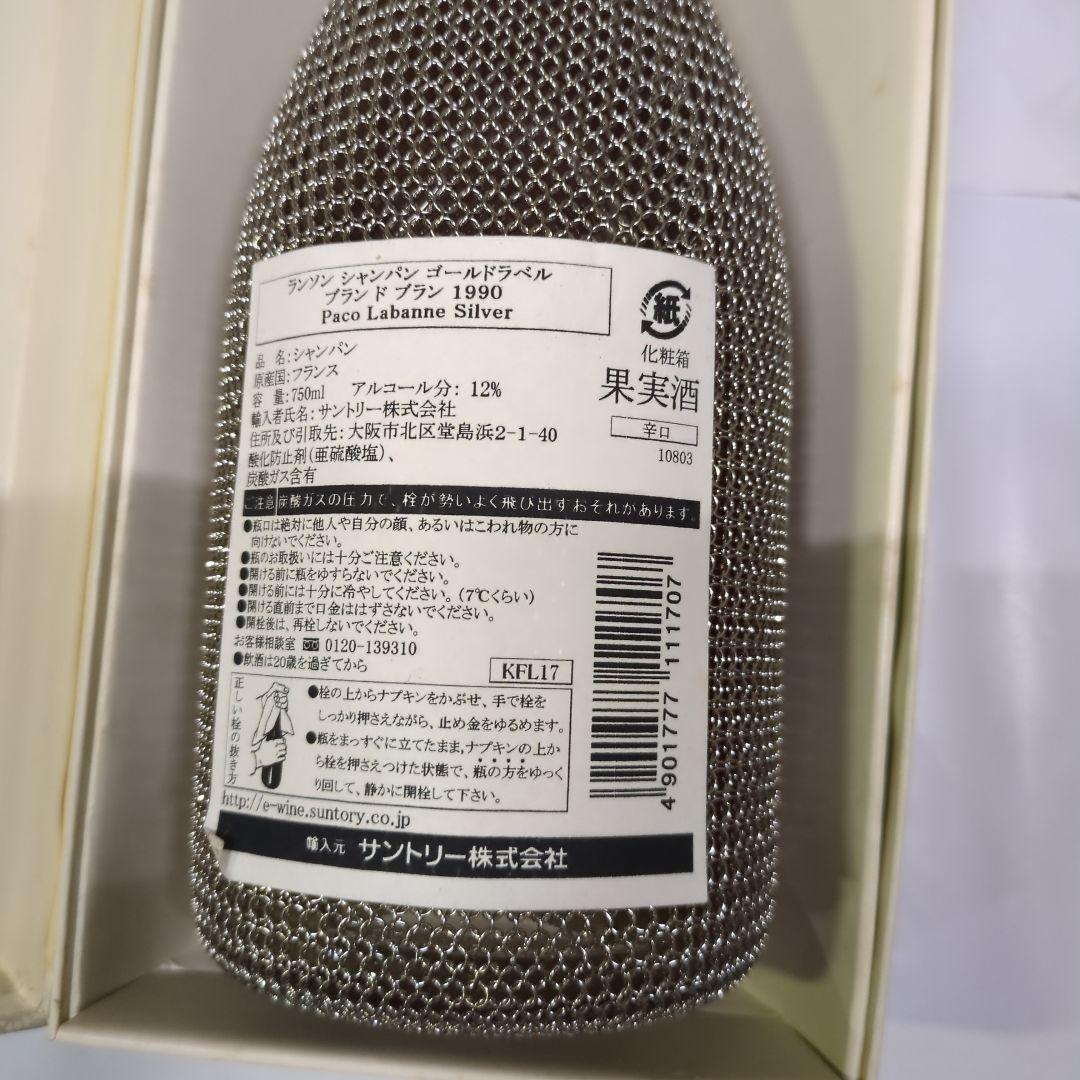 ランソン シャンパン ゴールドラベル
ブラン ド ブラン 1990
Paco Labanne Silver
紙
化粧箱
果実酒
辛口
10803
品 名:シャンパン
原産国:フランス
容 量:750ml アルコール分: 12%
輸入者氏名:サントリー株式会社
住所及び引取先:大阪市北区堂島浜2-1-40
酸化防止剤(亜硫酸塩)、
炭酸ガス含有
ご注意 炭酸ガスの圧力で、栓が勢いよく飛び出すおそれがあります。
●瓶口は絶対に他人や自分の顔、あるいはこわれ物の方に
向けないでください。
●瓶のお取扱いには十分ご注意ください。
●開ける前に瓶をゆすらないでください。
●開ける前には十分に冷やしてください。(7℃くらい)
●開ける直前まで口金ははずさないでください。
●開栓後は、再栓しないでください。
お客様相談室 ☎ 0120-139310
●飲酒は20歳を過ぎてから
KFL17
正しい栓の抜き方
●栓の上からナプキンをかぶせ、手で栓を
しっかり押さえながら、止め金をゆるめます。
●瓶をまっすぐに立てたまま,ナプキンの上か
ら栓を押さえつけた状態で、瓶の方をゆっく
り回して、静かに開栓して下さい。
4 901777 111707
http://e-wine.suntory.co.jp
輸入元 サントリー株式会社